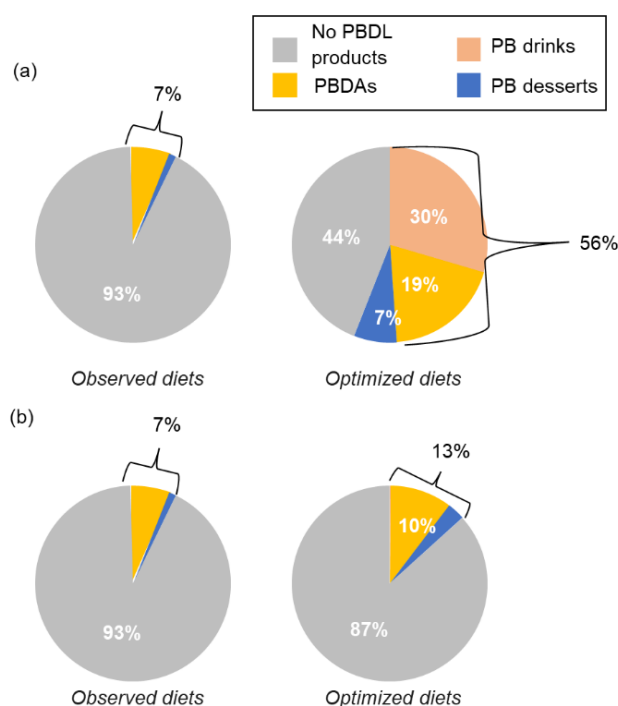 No PBDL
products
PB drinks
PBDAs
PB desserts
(a)
7%
93%
44%
30%
19%
7%
56%
Observed diets
Optimized diets
(b)
7%
13%
93%
10%
87%
Observed diets
Optimized diets